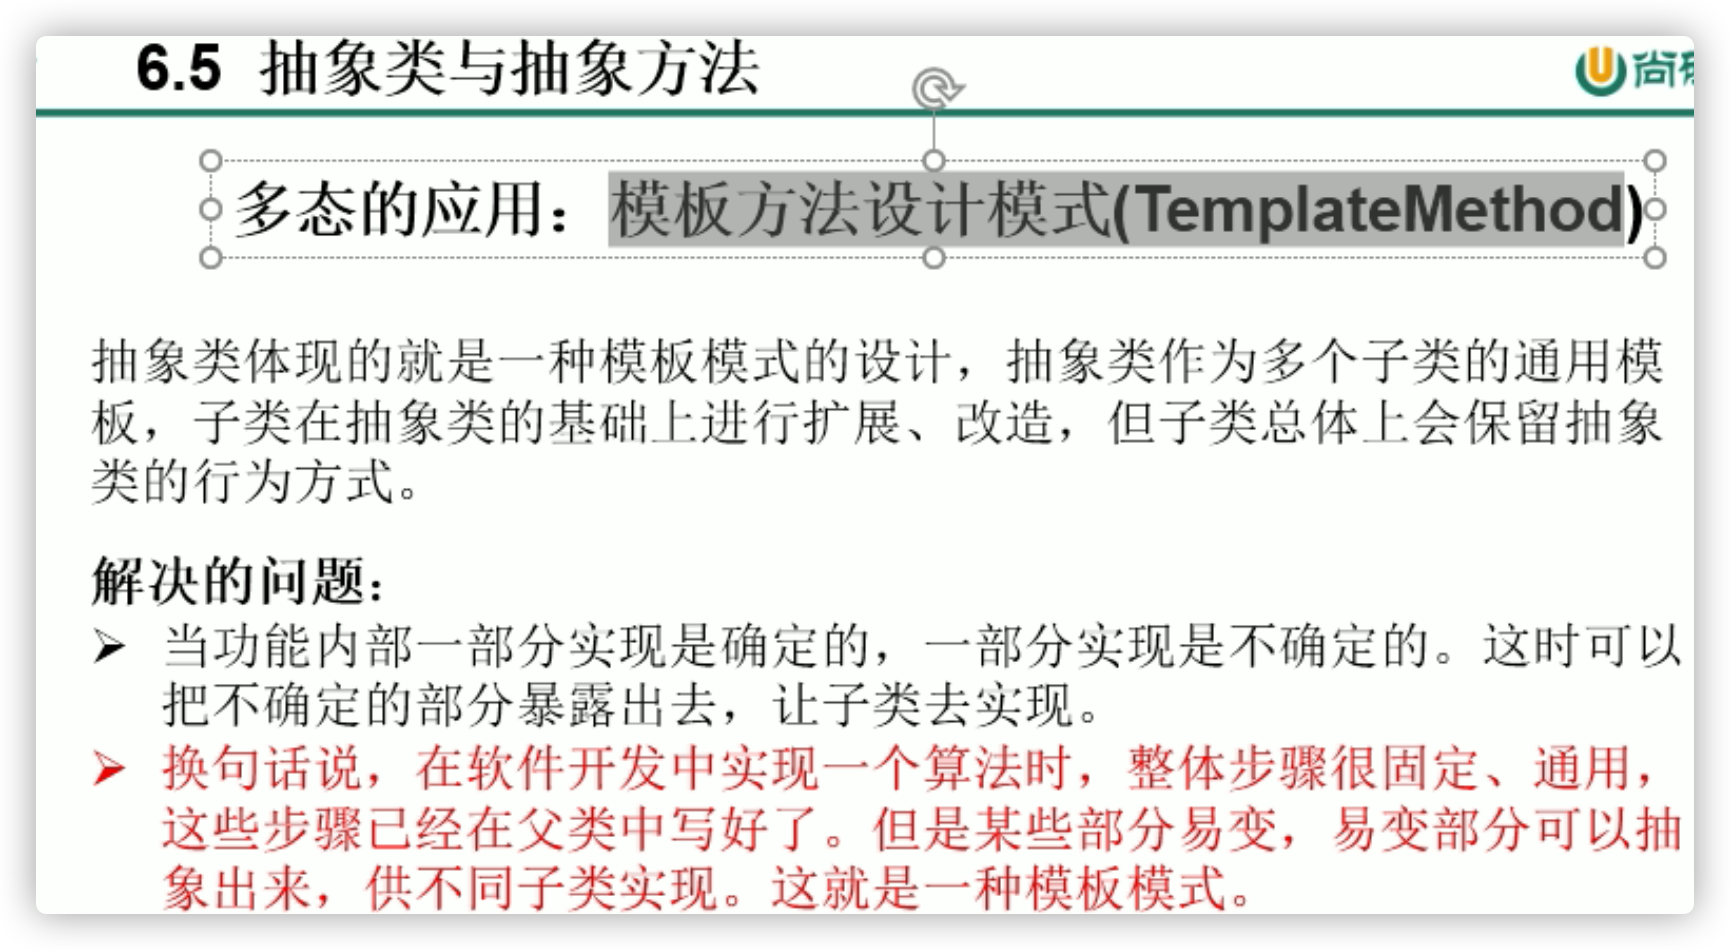 6.5 抽象类与抽象方法
尚
多态的应用：模板方法设计模式(TemplateMethod)
抽象类体现的就是一种模板模式的设计，抽象类作为多个子类的通用模
板，子类在抽象类的基础上进行扩展、改造，但子类总体上会保留抽象
类的行为方式。
解决的问题：
➢ 当功能内部一部分实现是确定的，一部分实现是不确定的。这时可以
把不确定的部分暴露出去，让子类去实现。
➢ 换句话说，在软件开发中实现一个算法时，整体步骤很固定、通用，
这些步骤已经在父类中写好了。但是某些部分易变，易变部分可以抽
象出来，供不同子类实现。这就是一种模板模式。